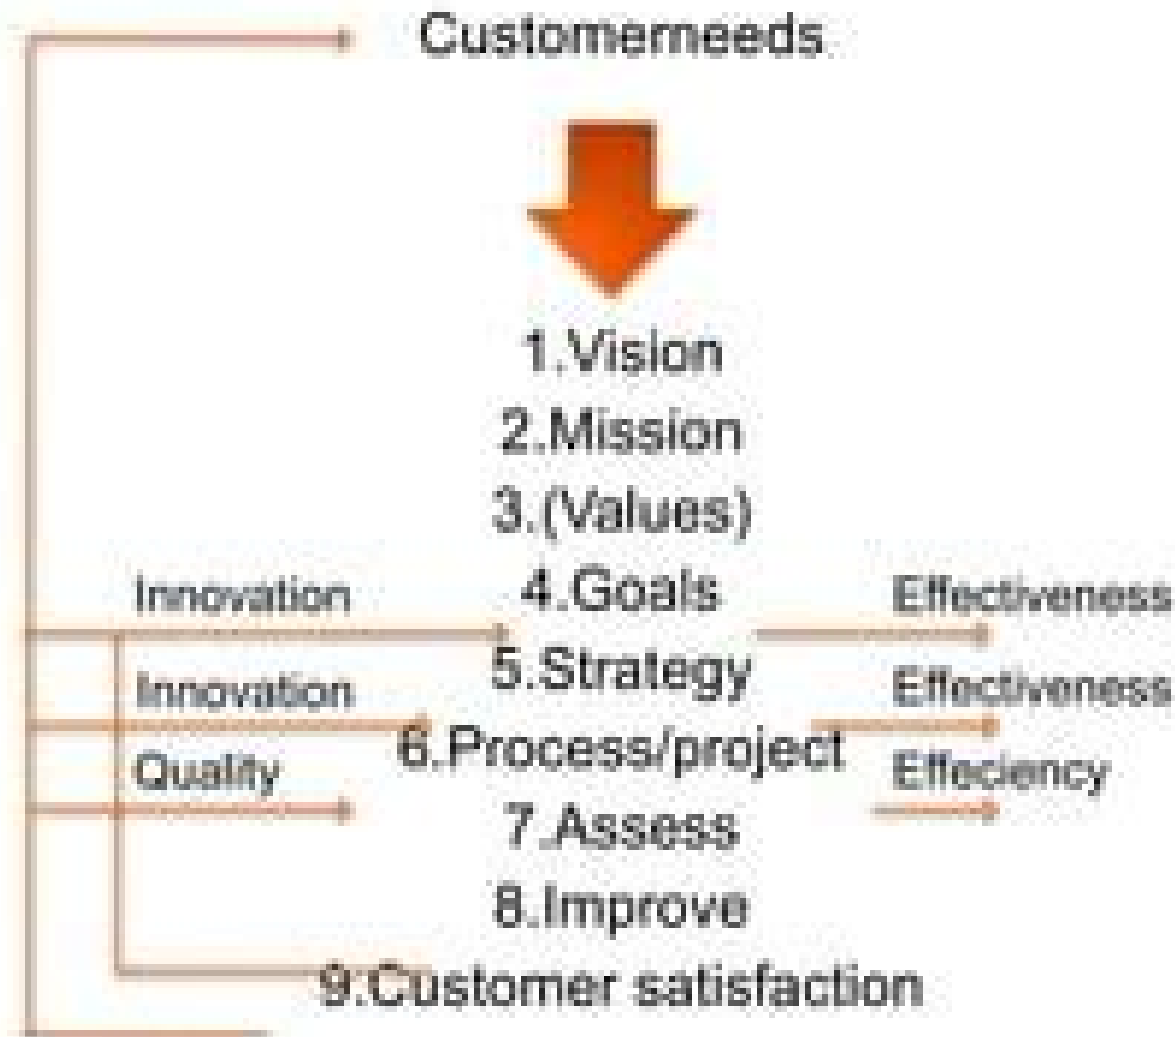 Customerneeds
1.Vision
2.Mission
3.(Values)
Innovation 4.Goals Effectiveness
5.Strategy
Innovation Effectiveness
6.Process/project
Quality Effeciency
7.Assess
8.Improve
9.Customer satisfaction